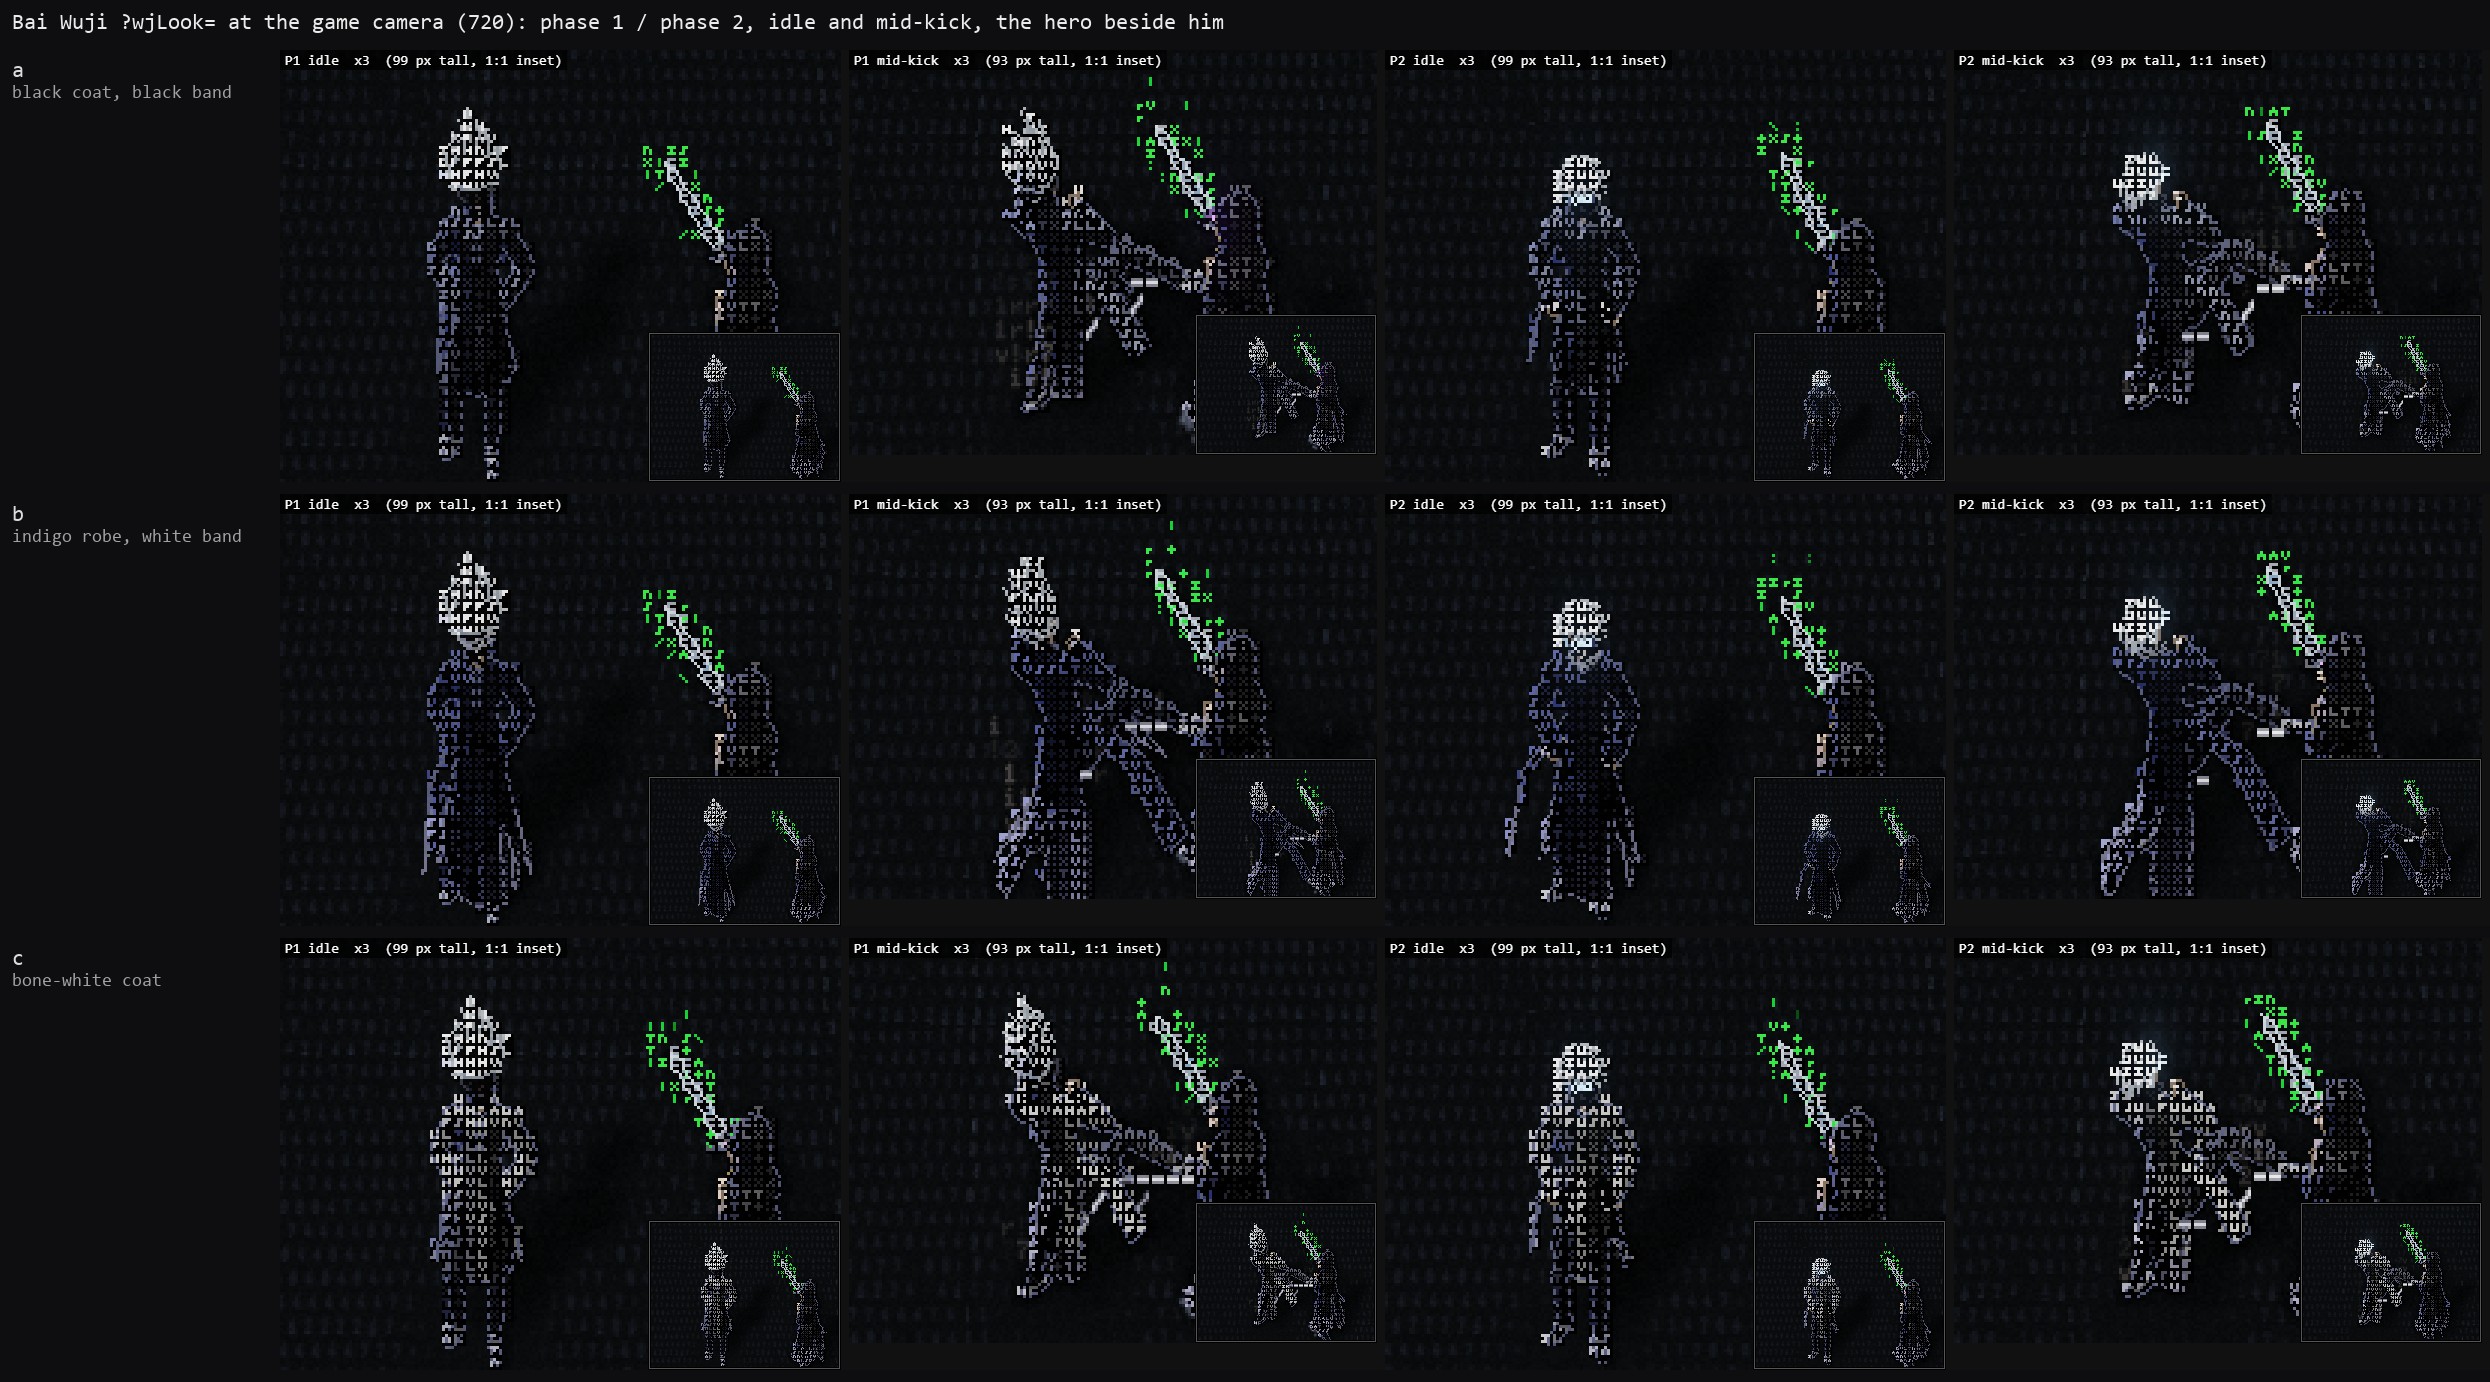 Bai Wuji ?wjLook= at the game camera (720): phase 1 / phase 2, idle and mid-kick, the hero beside him
a
black coat, black band
P1 idle  x3  (99 px tall, 1:1 inset)
P1 mid-kick  x3  (93 px tall, 1:1 inset)
P2 idle  x3  (99 px tall, 1:1 inset)
P2 mid-kick  x3  (93 px tall, 1:1 inset)
b
indigo robe, white band
P1 idle  x3  (99 px tall, 1:1 inset)
P1 mid-kick  x3  (93 px tall, 1:1 inset)
P2 idle  x3  (99 px tall, 1:1 inset)
P2 mid-kick  x3  (93 px tall, 1:1 inset)
c
bone-white coat
P1 idle  x3  (99 px tall, 1:1 inset)
P1 mid-kick  x3  (93 px tall, 1:1 inset)
P2 idle  x3  (99 px tall, 1:1 inset)
P2 mid-kick  x3  (93 px tall, 1:1 inset)